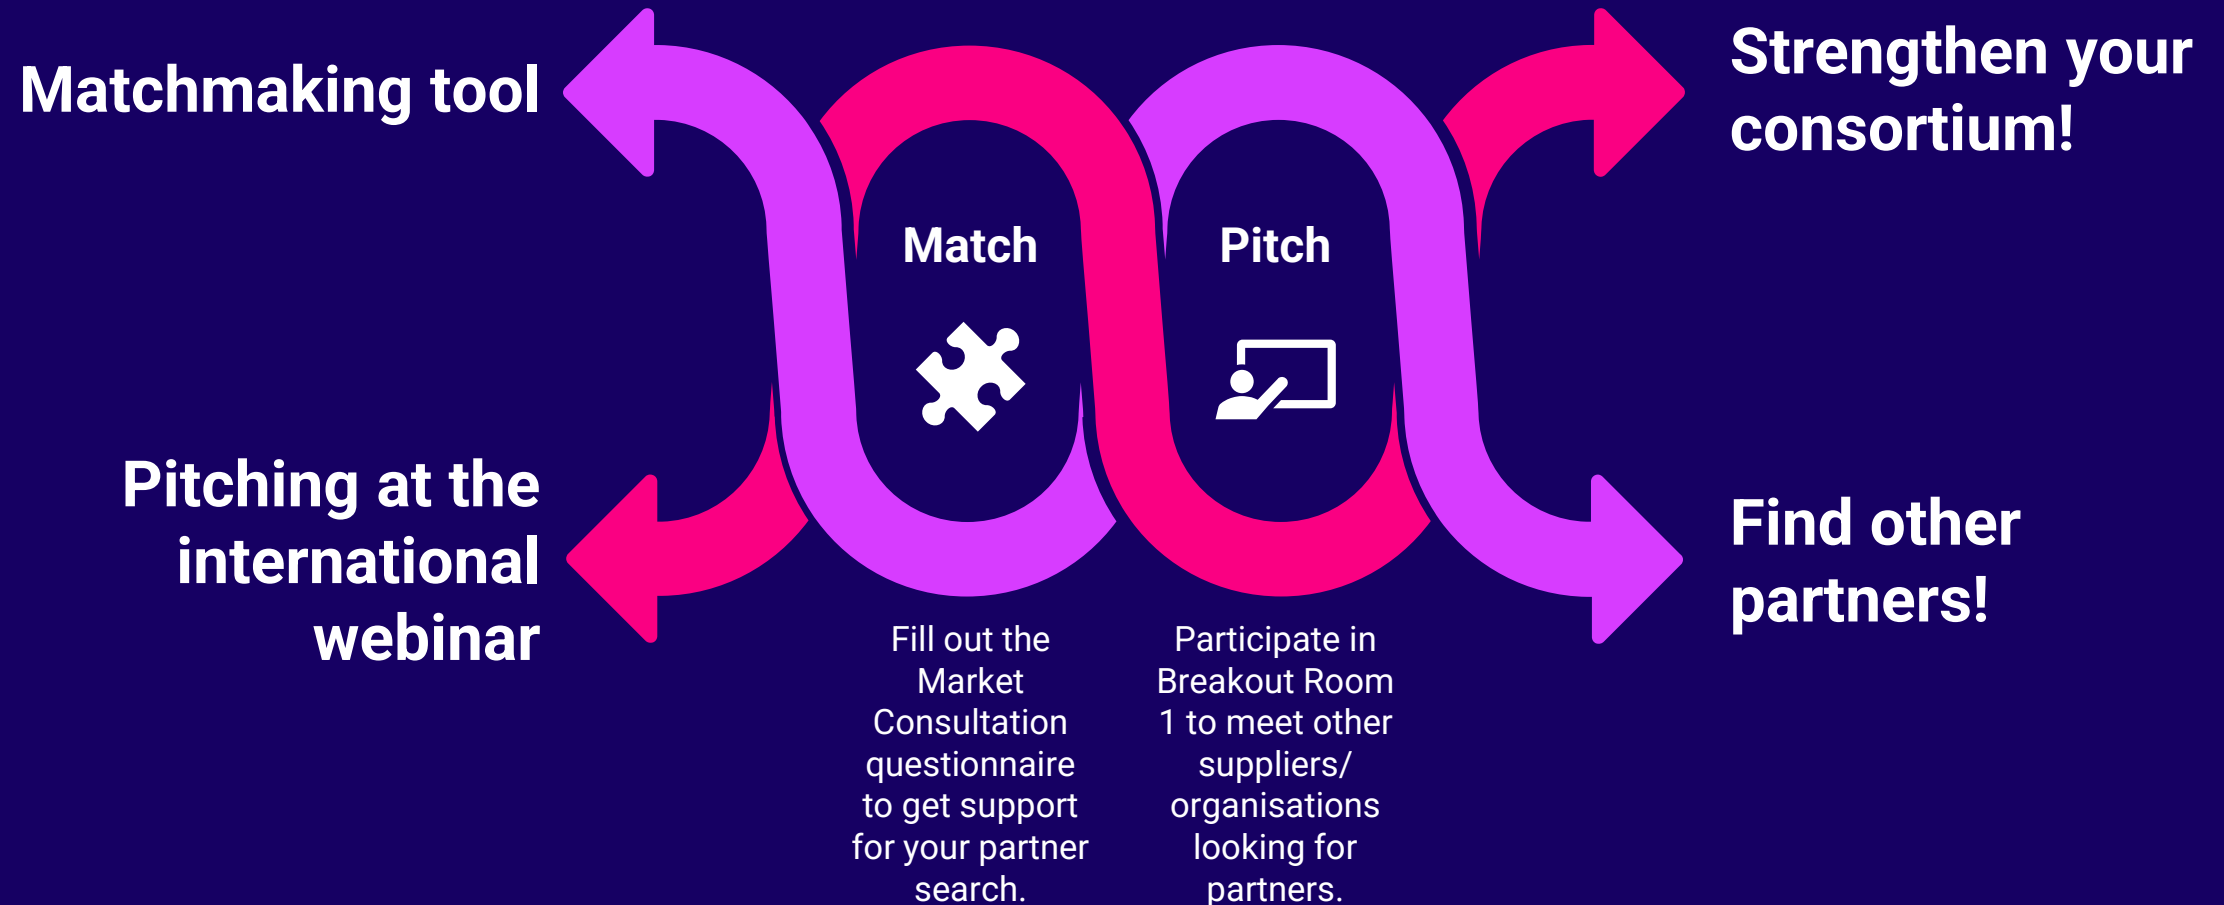 Matchmaking tool
Pitching at the
international
webinar
Match
Fill out the
Market
Consultation
questionnaire
to get support
for your partner
search.
Pitch
Participate in
Breakout Room
1 to meet other
suppliers/
organisations
looking for
partners.
Strengthen your
consortium!
Find other
partners!